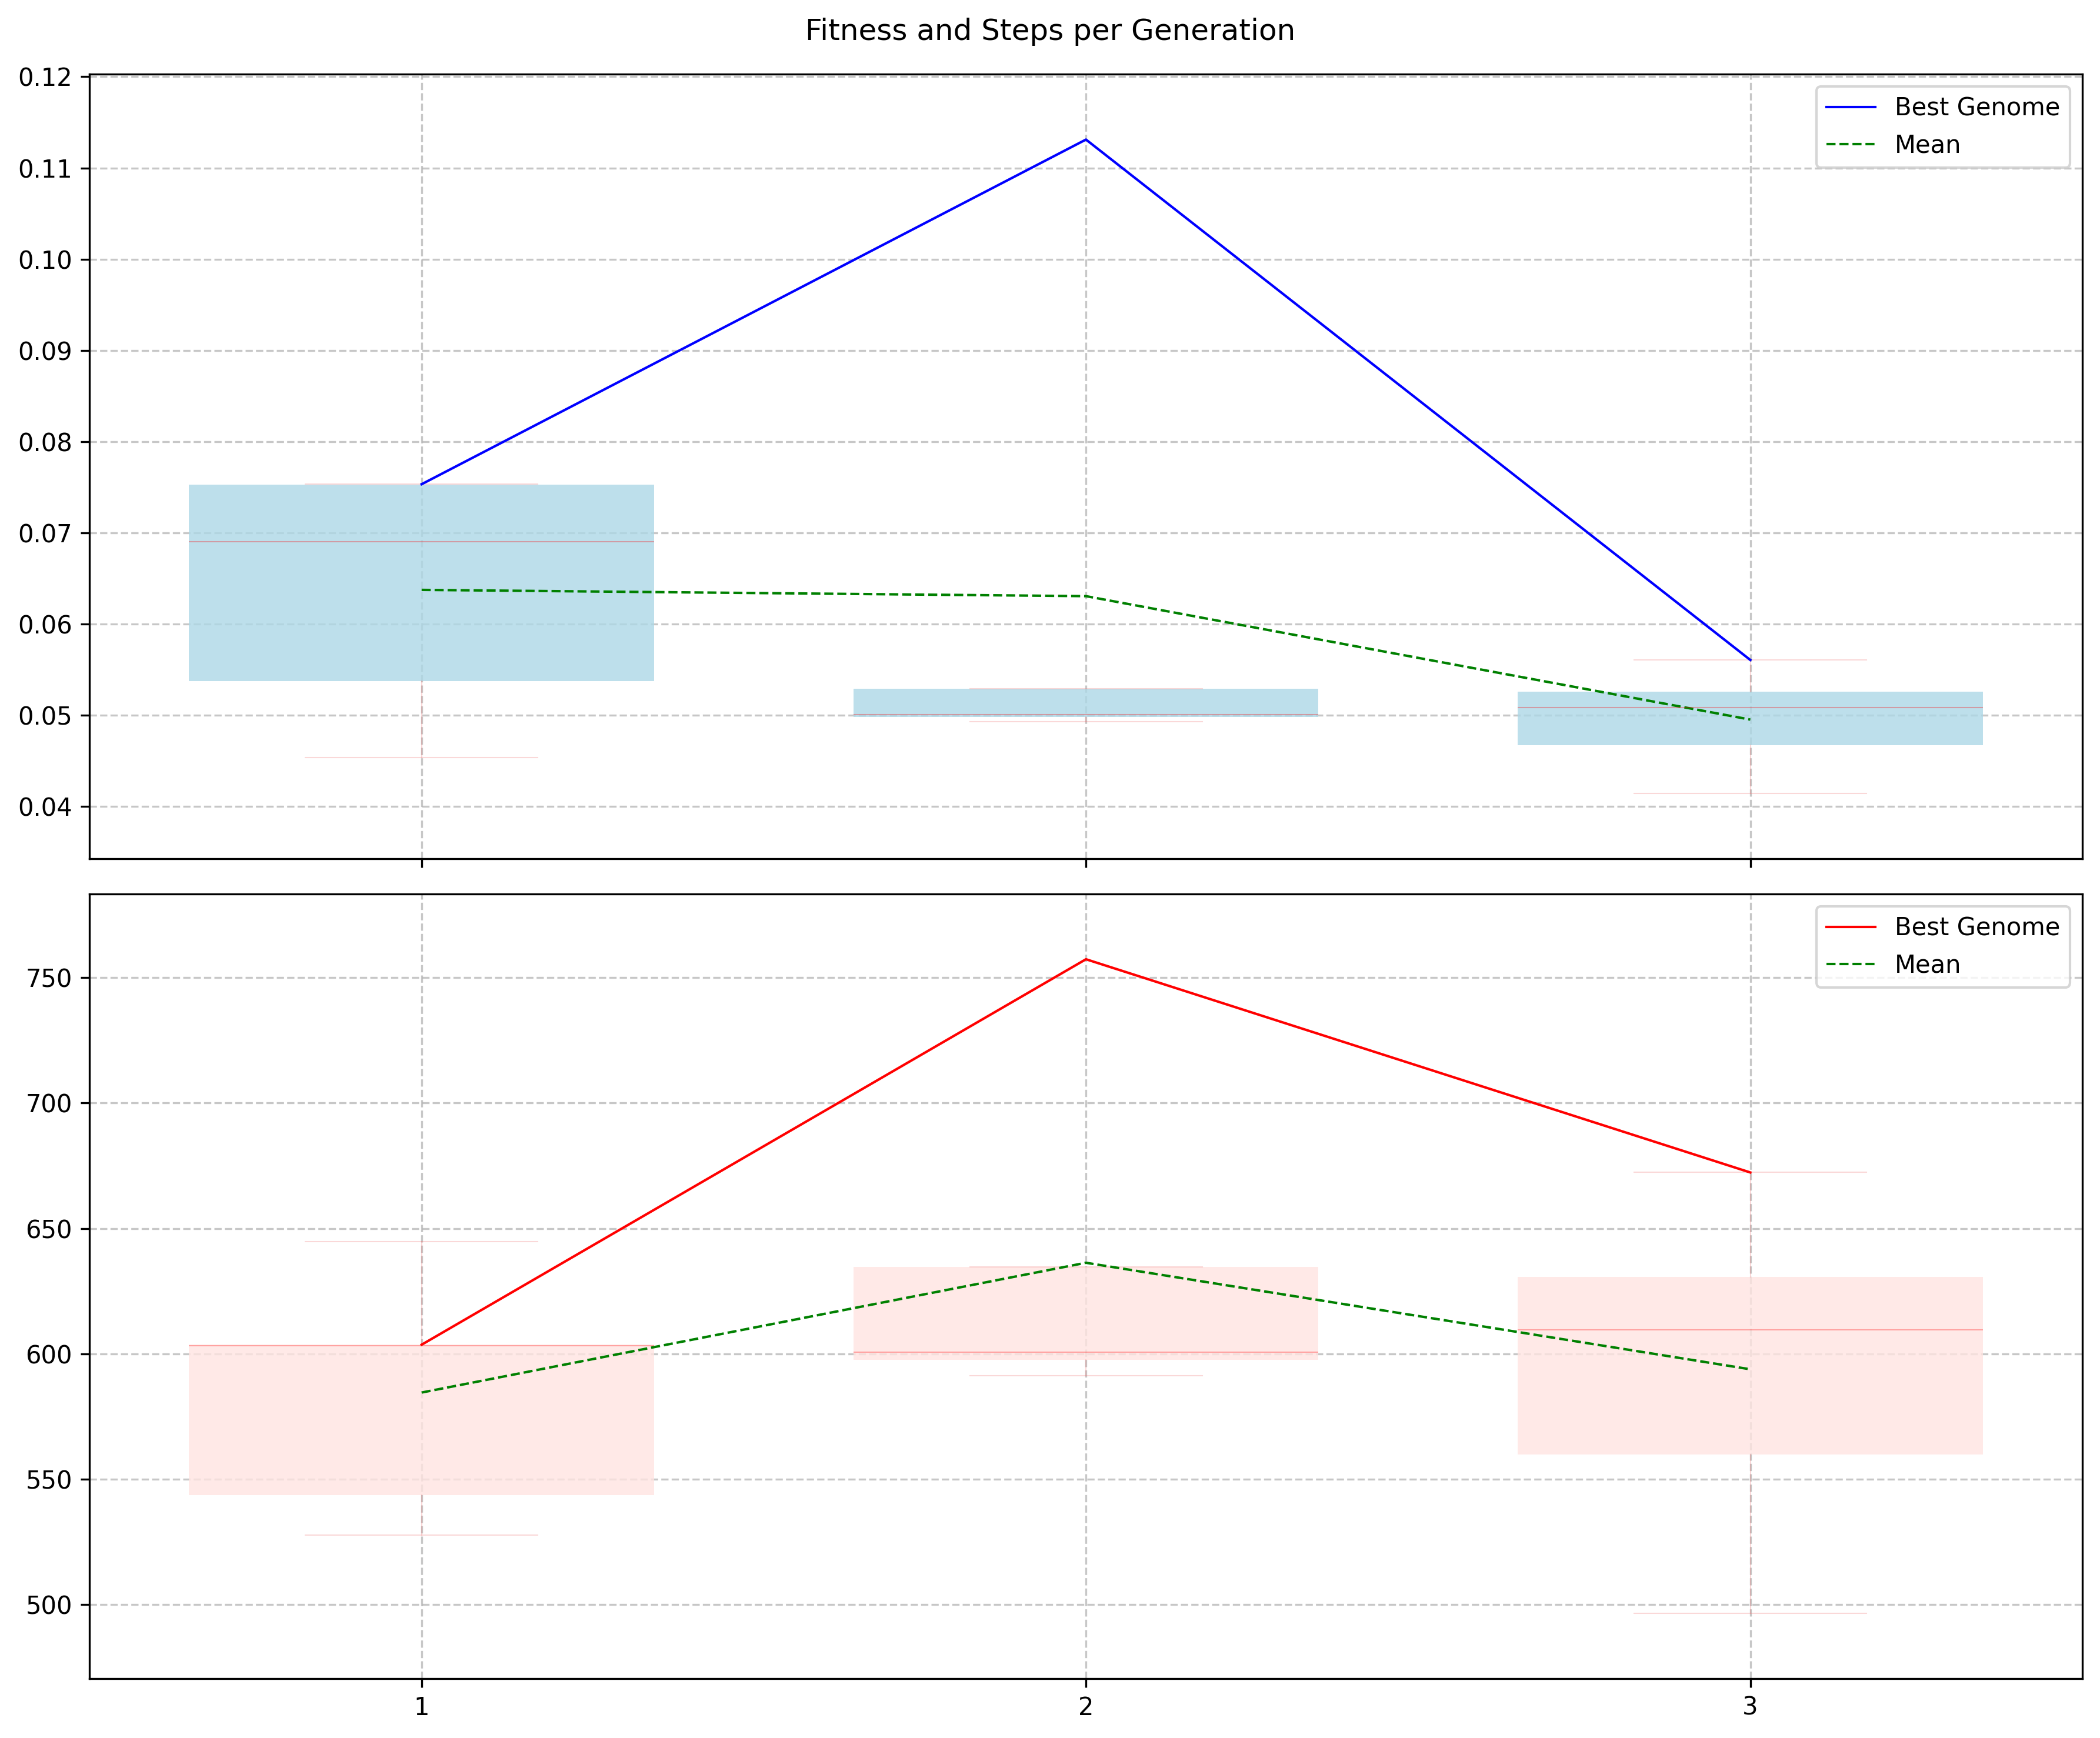 Fitness and Steps per Generation
0.12
0.11
0.10
0.09
0.08
0.07
0.06
0.05
0.04
Best Genome
Mean
750
700
650
600
550
500
Best Genome
Mean
1 2 3